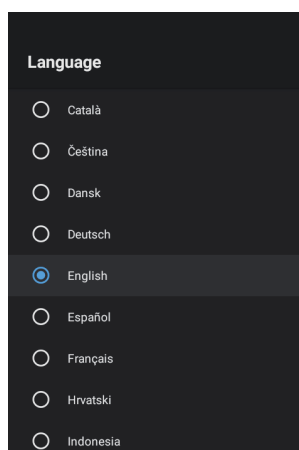 Language
Català
Čeština
Dansk
Deutsch
English
Español
Français
Hrvatski
Indonesia